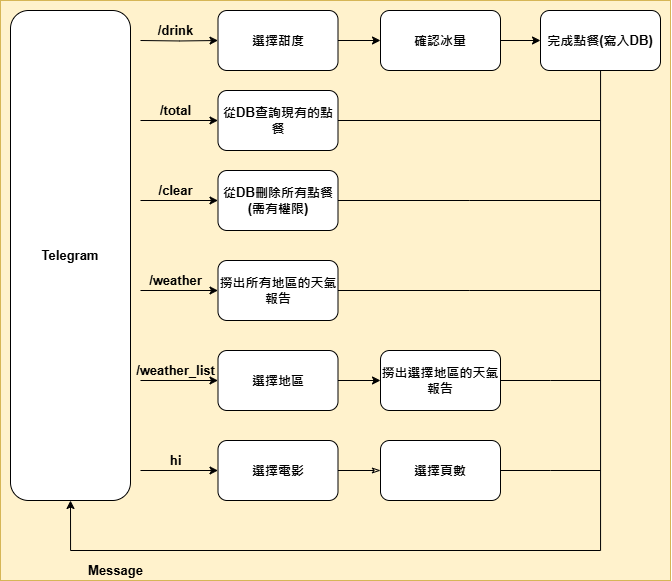 /drink
選擇甜度
確認冰量
完成點餐(寫入DB)
/total
從DB查詢現有的點
餐
/clear
從DB刪除所有點餐
(需有權限)
Telegram
/weather
撈出所有地區的天氣
報告
/weather_list
選擇地區
撈出選擇地區的天氣
報告
hi
選擇電影
選擇頁數
Message